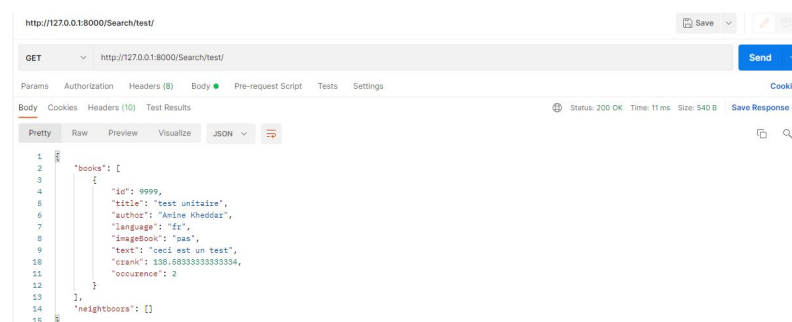 http://127.0.0.1:8000/Search/test/
Save
GET http://127.0.0.1:8000/Search/test/ Send
Params Authorization Headers (8) Body Pre-request Script Tests Settings Cooki
Body Cookies Headers (10) Test Results Status: 200 OK Time: 11 ms Size: 540 B Save Response
Pretty Raw Preview Visualize JSON
1 {
2 "books": [
3 {
4 "id": 9999,
5 "title": "test unitaire",
6 "author": "Amine Kheddar",
7 "language": "fr",
8 "imageBook": "pas",
9 "text": "ceci est un test",
10 "crank": 138.58333333333334,
11 "occurence": 2
12 }
13 ],
14 "neightboors": []
15 }